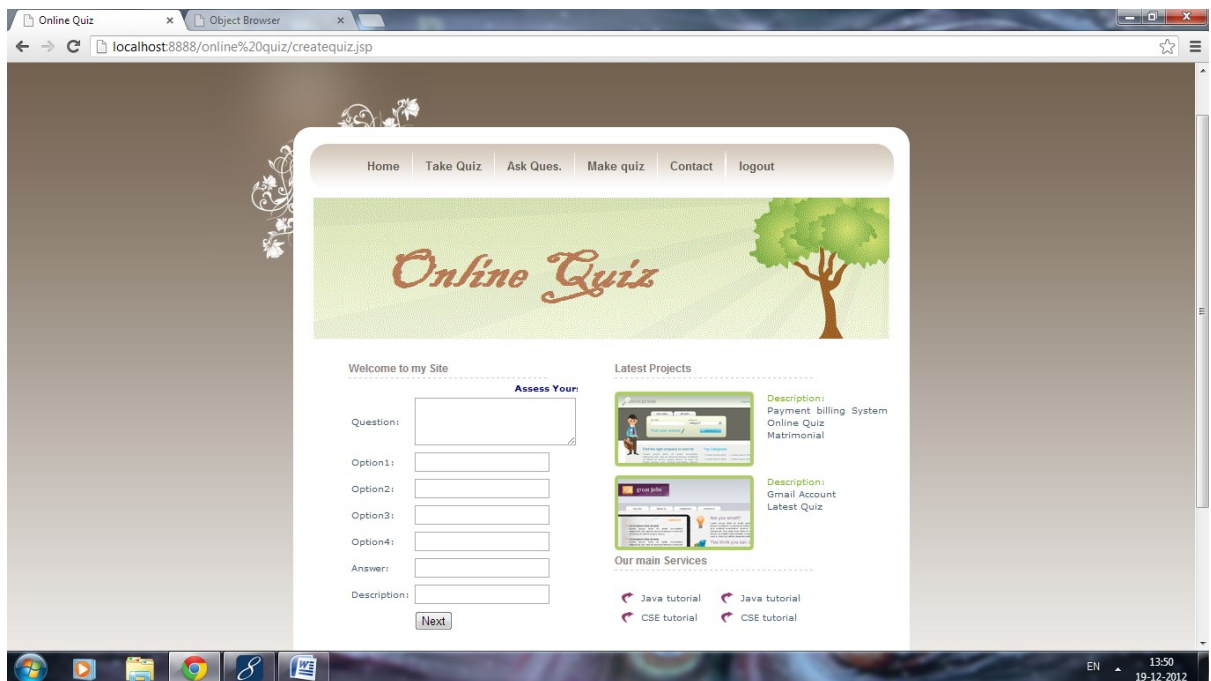 Online Quiz
Object Browser
localhost:8888/online%20quiz/createquiz.jsp
Home Take Quiz Ask Ques. Make quiz Contact logout
Online Quiz
Welcome to my Site
Assess Your
Question:
Option1:
Option2:
Option3:
Option4:
Answer:
Description:
Next
Latest Projects
Description:
Payment billing System
Online Quiz
Matrimonial
great jobs
Description:
Gmail Account
Latest Quiz
Our main Services
Java tutorial Java tutorial
CSE tutorial CSE tutorial
EN
13:50
19-12-2012